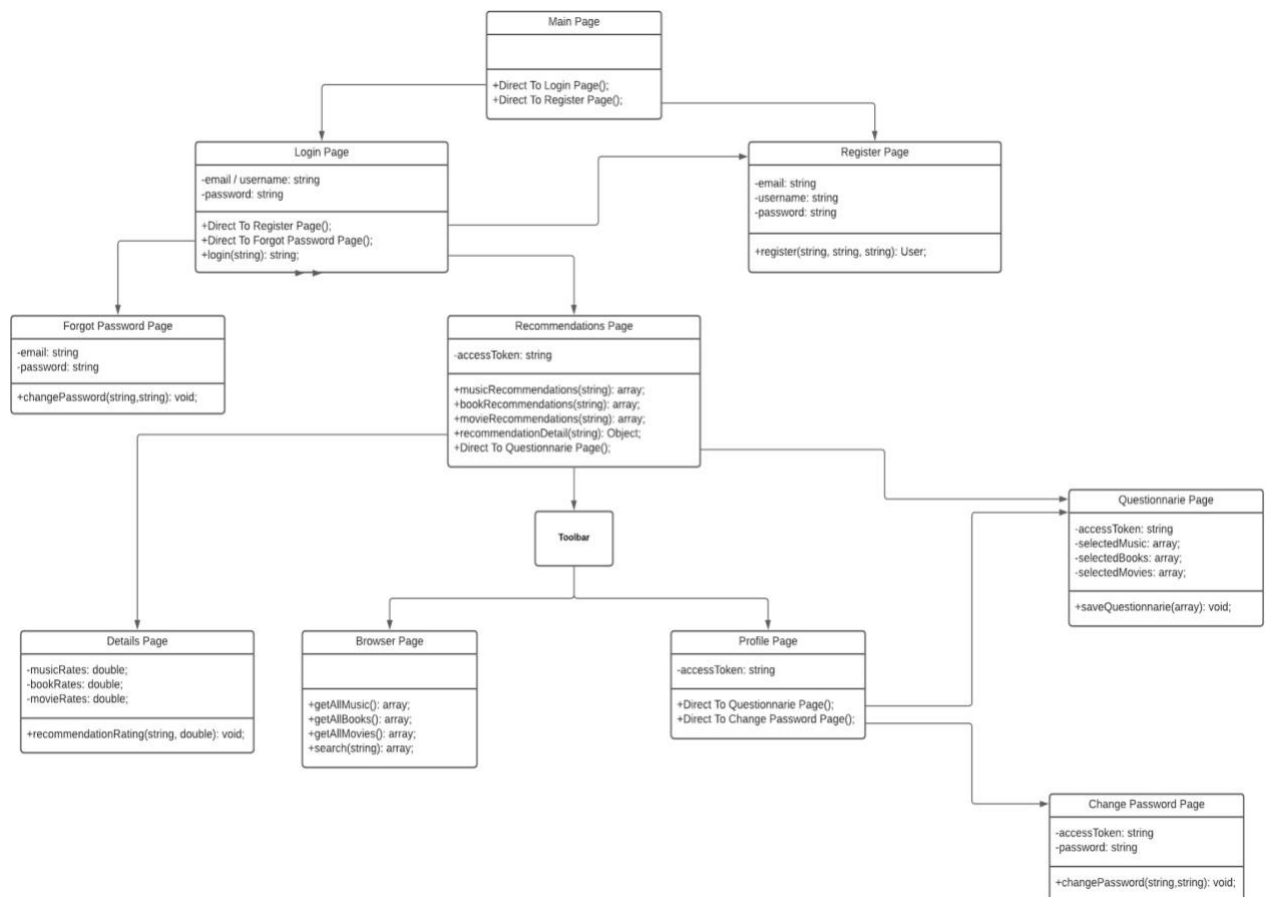 Main Page
+Direct To Login Page();
+Direct To Register Page();
Login Page
-email / username: string
-password: string
+Direct To Register Page();
+Direct To Forgot Password Page();
+login(string): string;
Register Page
-email: string
-username: string
-password: string
+register(string, string, string): User;
Forgot Password Page
-email: string
-password: string
+changePassword(string,string): void;
Recommendations Page
-accessToken: string
+musicRecommendations(string): array;
+bookRecommendations(string): array;
+movieRecommendations(string): array;
+recommendationDetail(string): Object;
+Direct To Questionnarie Page();
Toolbar
Questionnarie Page
-accessToken: string
-selectedMusic: array;
-selectedBooks: array;
-selectedMovies: array;
+saveQuestionnarie(array): void;
Details Page
-musicRates: double;
-bookRates: double;
-movieRates: double;
+recommendationRating(string, double): void;
Browser Page
+getAllMusic(): array;
+getAllBooks(): array;
+getAllMovies(): array;
+search(string): array;
Profile Page
-accessToken: string
+Direct To Questionnarie Page();
+Direct To Change Password Page();
Change Password Page
-accessToken: string
-password: string
+changePassword(string,string): void;